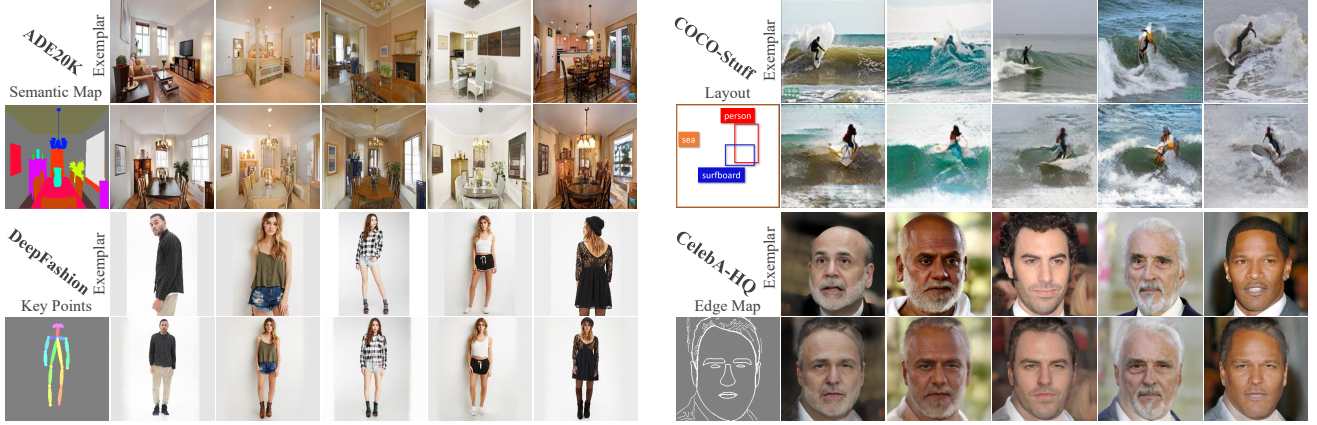 ADE20K
Exemplar
Semantic Map
COCO-Stuff
Exemplar
Layout
person
sea
surfboard
DeepFashion
Exemplar
Key Points
CelebA-HQ
Exemplar
Edge Map